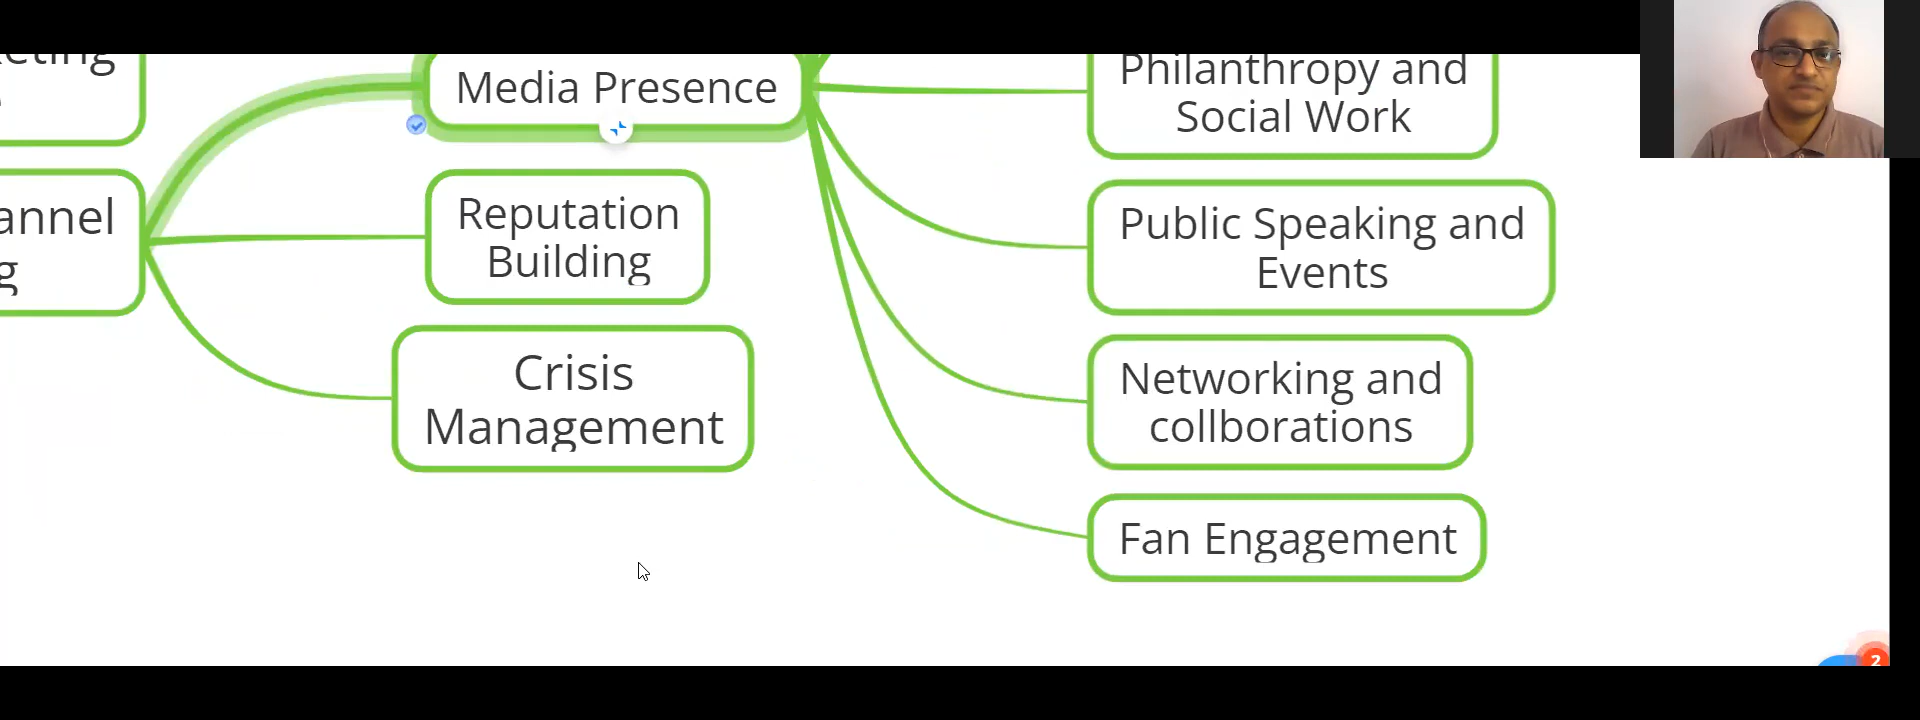 Media Presence
Reputation
Building
Crisis
Management
Philanthropy and
Social Work
Public Speaking and
Events
Networking and
collborations
Fan Engagement
2